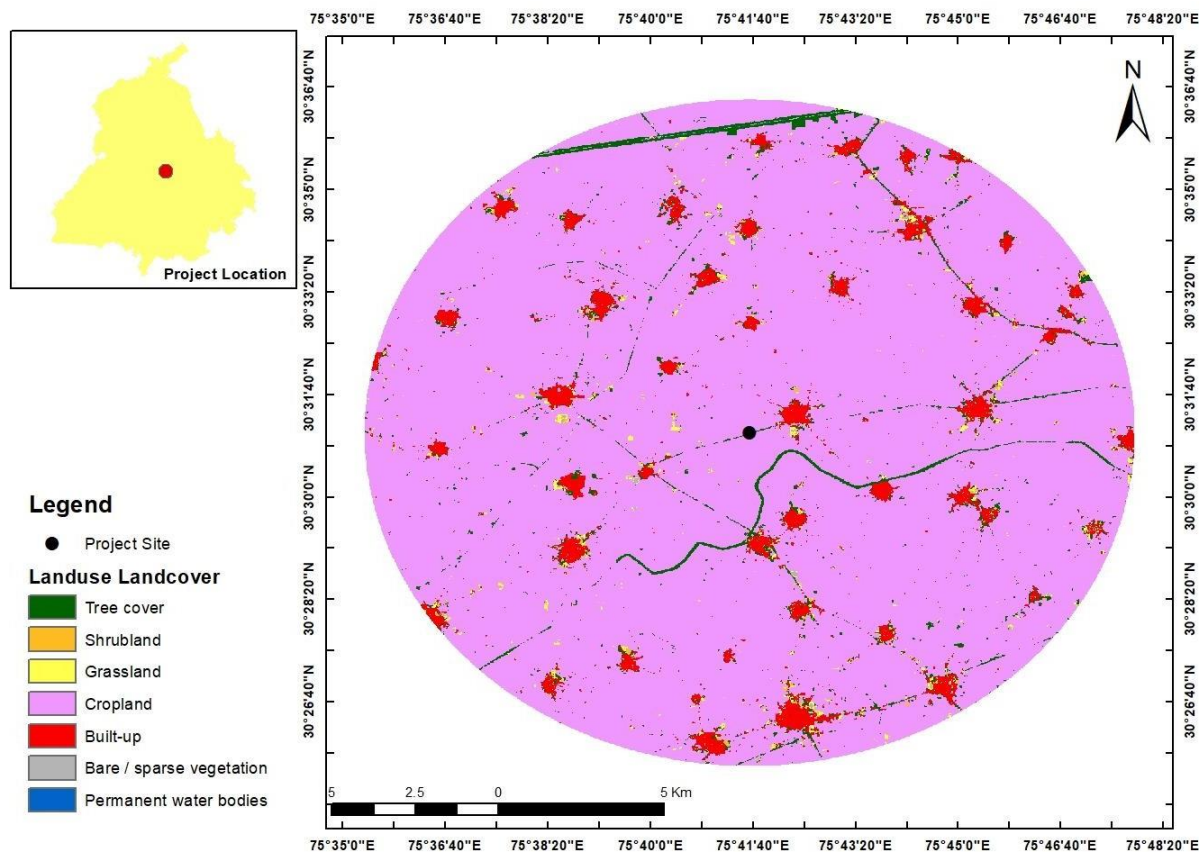 75°35'0"E 75°36'40"E 75°38'20"E 75°40'0"E 75°41'40"E 75°43'20"E 75°45'0"E 75°46'40"E 75°48'20"E
Project Location
N
30°36'40"N 30°36'40"N
30°35'0"N 30°35'0"N
30°33'20"N 30°33'20"N
30°31'40"N 30°31'40"N
30°30'0"N 30°30'0"N
30°28'20"N 30°28'20"N
30°26'40"N 30°26'40"N
Legend
Project Site
Landuse Landcover
Tree cover
Shrubland
Grassland
Cropland
Built-up
Bare / sparse vegetation
Permanent water bodies
5 2.5 0 5 Km
75°35'0"E 75°36'40"E 75°38'20"E 75°40'0"E 75°41'40"E 75°43'20"E 75°45'0"E 75°46'40"E 75°48'20"E